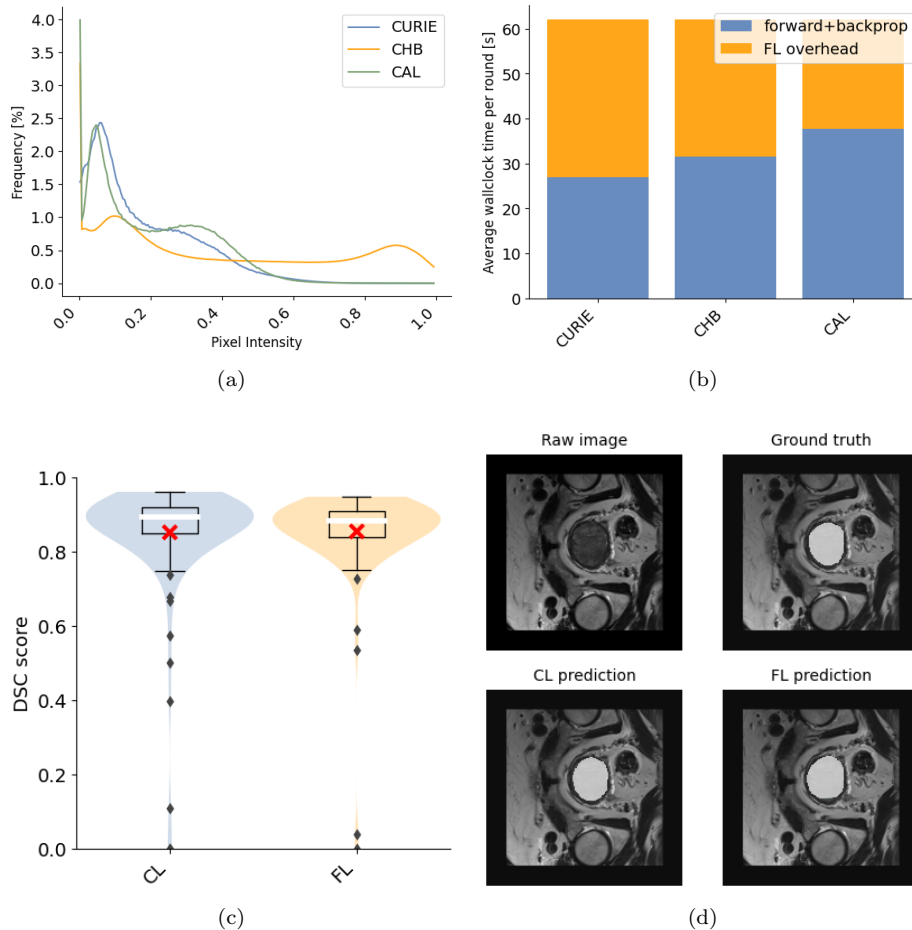 4.0
3.5
3.0
2.5
2.0
1.5
1.0
0.5
0.0
Frequency [%]
0.0 0.2 0.4 0.6 0.8 1.0
Pixel Intensity
CURIE
CHB
CAL
(a)
60
50
40
30
20
10
0
Average wallclock time per round [s]
forward+backprop
FL overhead
CURIE CHB CAL
(b)
1.0
0.8
0.6
0.4
0.2
0.0
DSC score
CL FL
(c)
Raw image
Ground truth
CL prediction
FL prediction
(d)